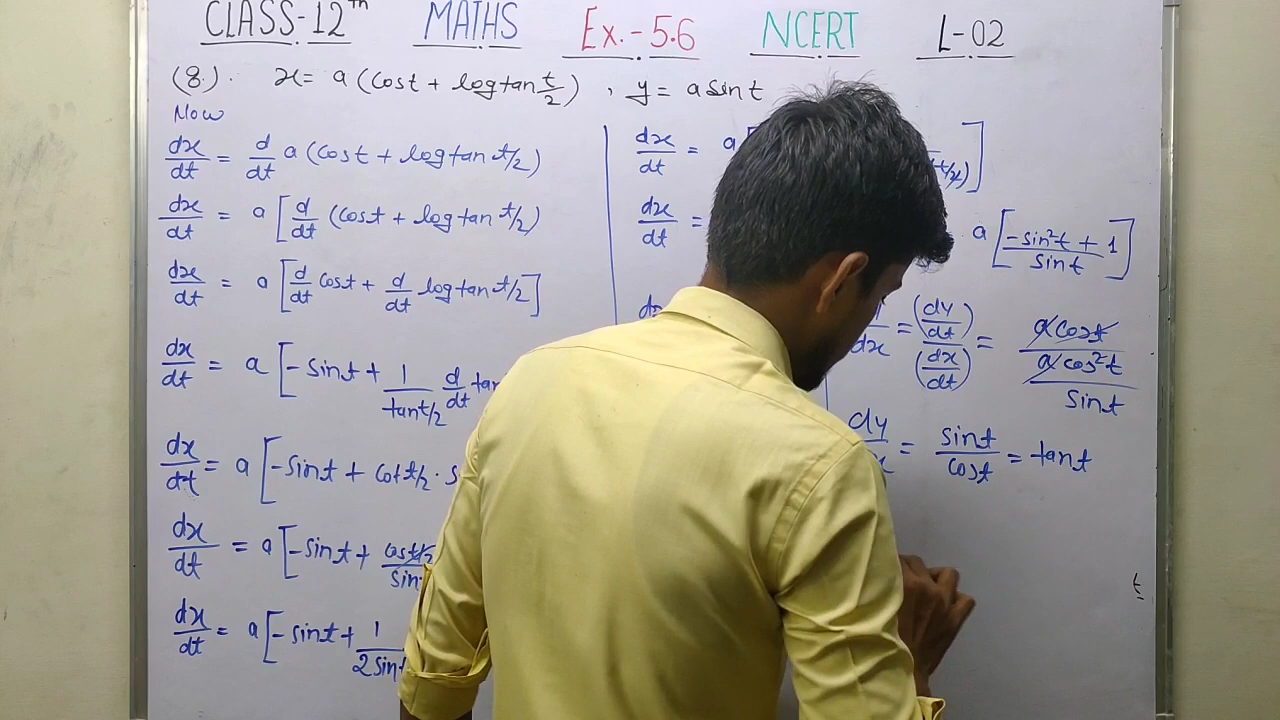 CLASS-12th MATHS Ex.-5.6 NCERT L-02
(8.). x = a (cost + log tan t/2), y = a sin t
Now
dx/dt = d/dt a (cost + log tan t/2)
dx/dt = a [d/dt (cost + log tan t/2)
dx/dt = a [d/dt cost + d/dt log tan t/2]
dx/dt = a [- sint + 1/tant/2 d/dt tan
dx/dt = a [-sint + cot t/2 . s
dx/dt = a [-sint + cost/2/sin
dx/dt = a [- sint + 1/2sint
dx/dt = a [ t/2)]
dx/dt =
a [-sin²t + 1/sint]
dx = (dy/dt)/(dx/dt) = a cost/a cos²t/sint
dy = sint/cost = tant
t